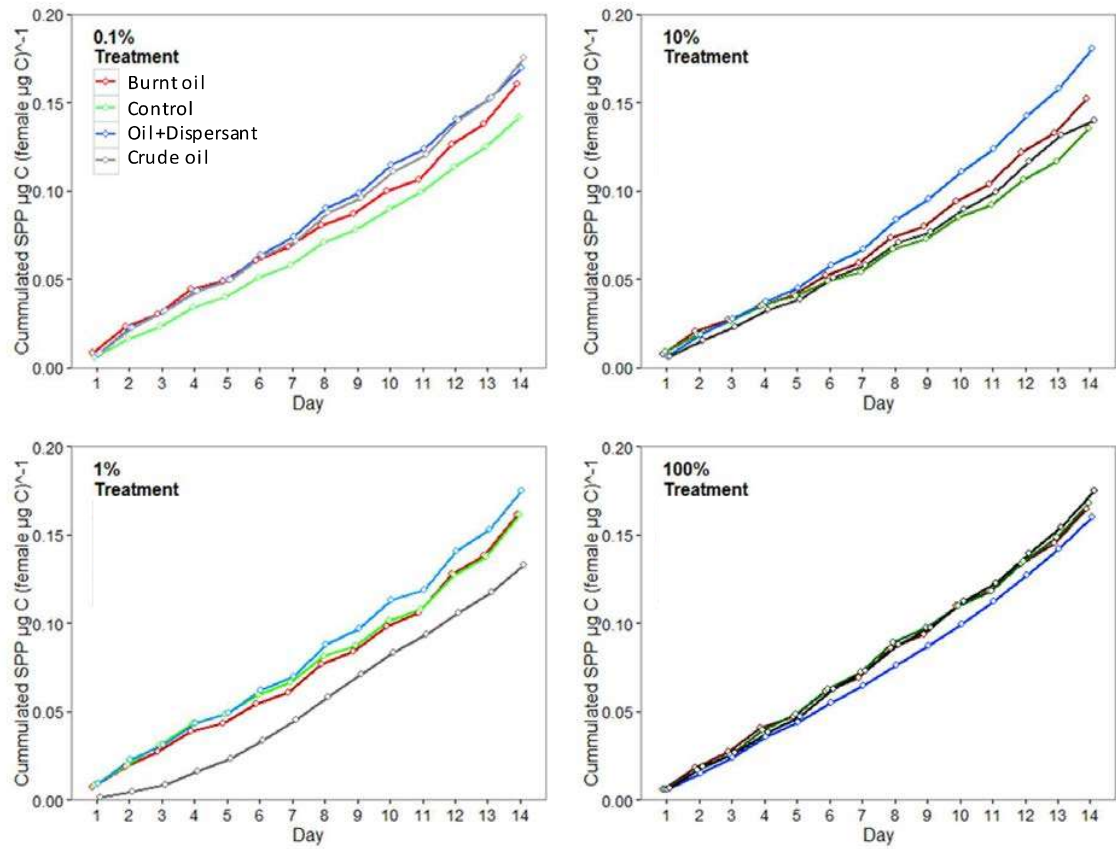 0.1%
Treatment
Burnt oil
Control
Oil+Dispersant
Crude oil
0.20
0.15
0.10
0.05
0.00
Cummulated SPP µg C (female µg C)^-1
1 2 3 4 5 6 7 8 9 10 11 12 13 14
Day
10%
Treatment
0.20
0.15
0.10
0.05
0.00
Cummulated SPP µg C (female µg C)^-1
1 2 3 4 5 6 7 8 9 10 11 12 13 14
Day
1%
Treatment
0.20
0.15
0.10
0.05
0.00
Cummulated SPP µg C (female µg C)^-1
1 2 3 4 5 6 7 8 9 10 11 12 13 14
Day
100%
Treatment
0.20
0.15
0.10
0.05
0.00
Cummulated SPP µg C (female µg C)^-1
1 2 3 4 5 6 7 8 9 10 11 12 13 14
Day